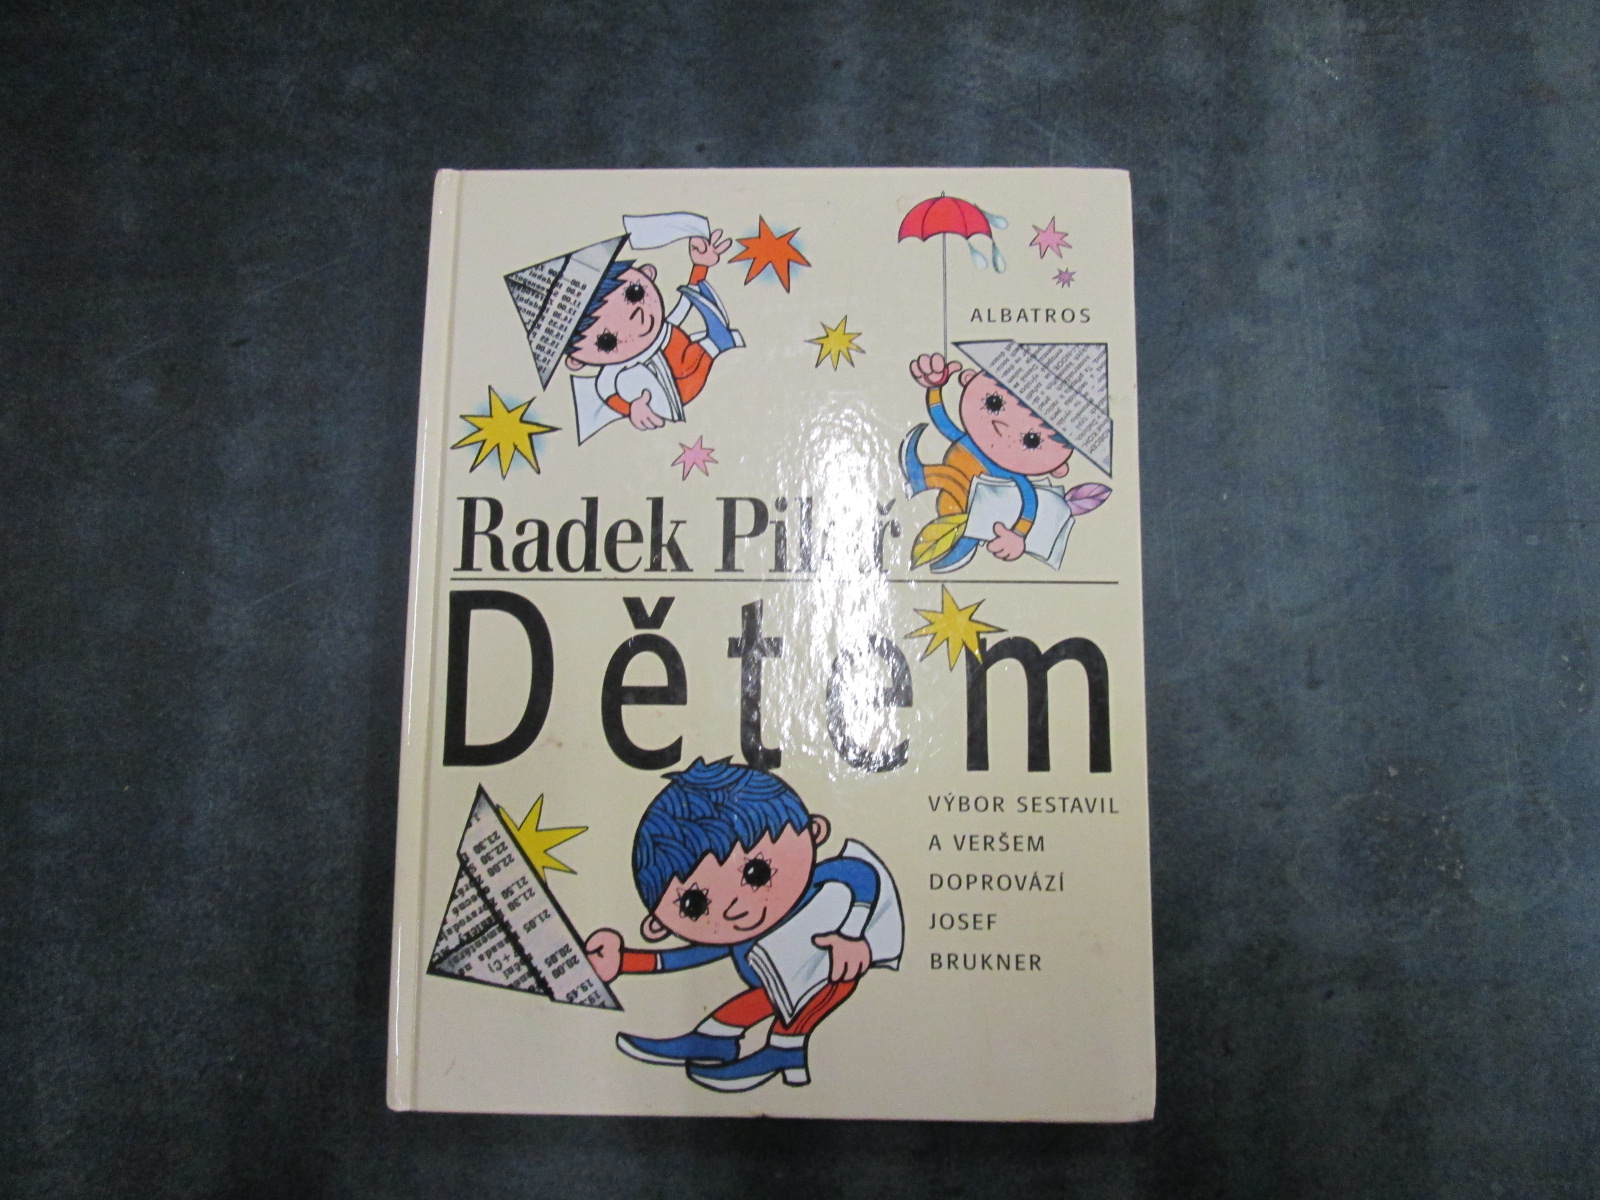 ALBATROS
Radek Pilař
Dětem
VÝBOR SESTAVIL
A VERŠEM
DOPROVÁZÍ
JOSEF
BRUKNER